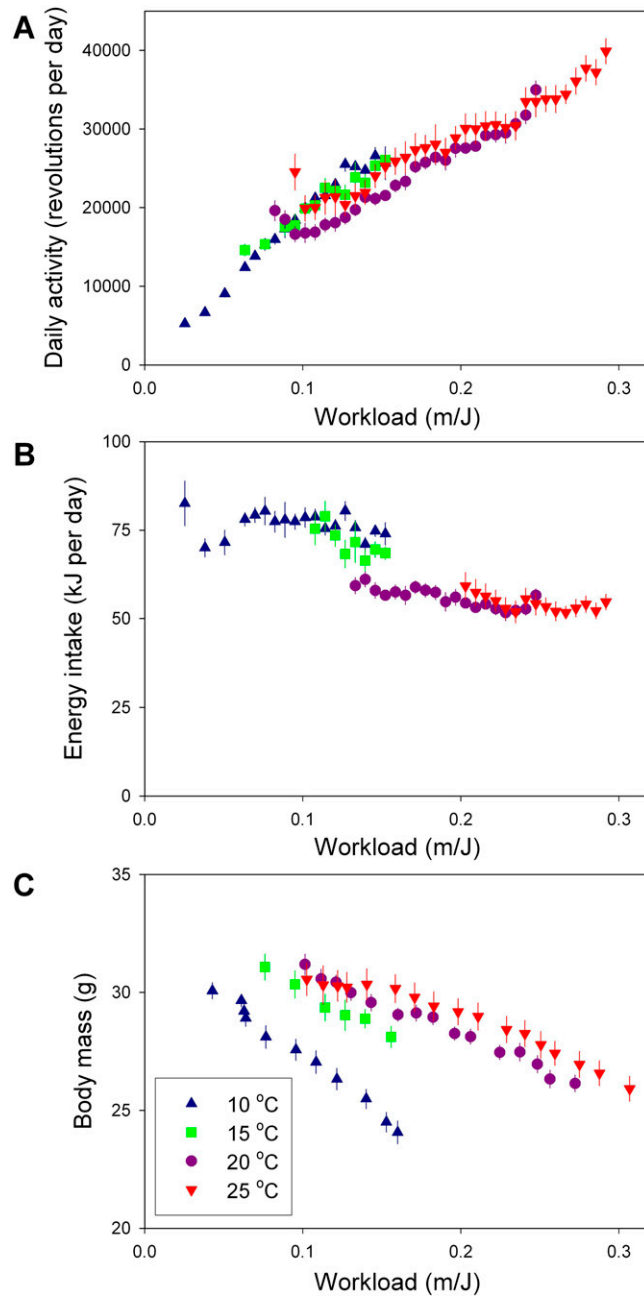 A
Daily activity (revolutions per day)
40000
30000
20000
10000
0
0.0 0.1 0.2 0.3
Workload (m/J)
B
Energy intake (kJ per day)
100
75
50
25
0
0.0 0.1 0.2 0.3
Workload (m/J)
C
Body mass (g)
35
30
25
20
10 °C
15 °C
20 °C
25 °C
0.0 0.1 0.2 0.3
Workload (m/J)